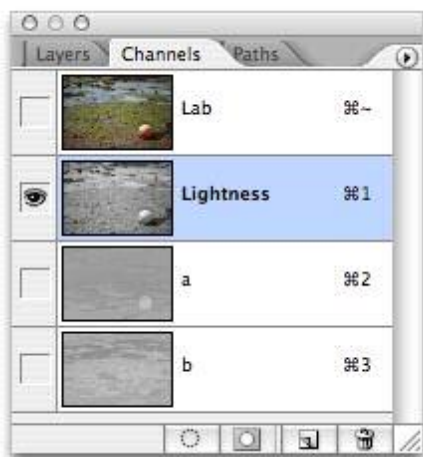 Layers Channels Paths
Lab ⌘~
Lightness ⌘1
a ⌘2
b ⌘3